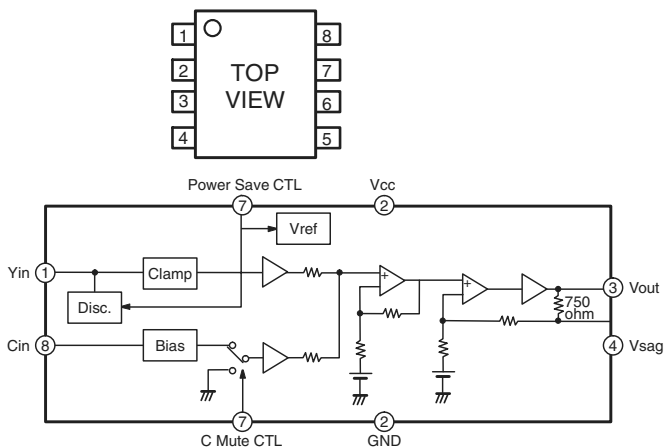 1 8
2 TOP 7
3 VIEW 6
4 5
Power Save CTL Vcc
7 2
Vref
Yin 1 Clamp + + 3 Vout
Disc. 750
ohm
Cin 8 Bias 4 Vsag
7 2
C Mute CTL GND